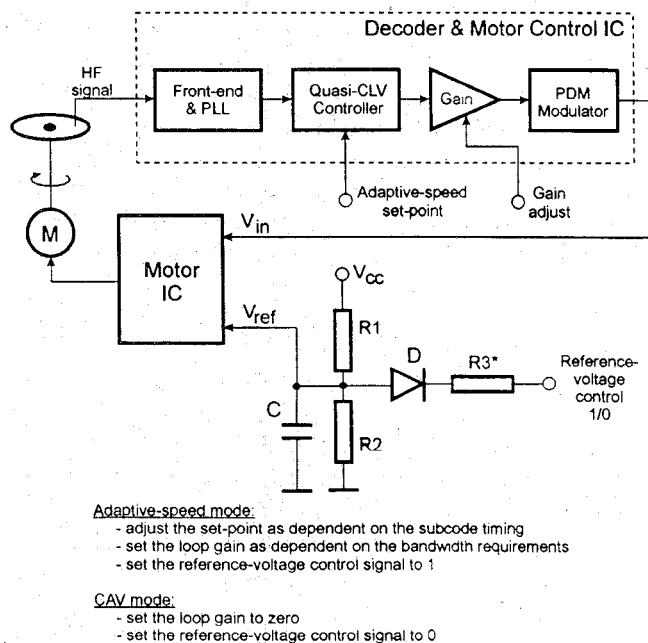 Decoder & Motor Control IC
HF
signal
Front-end
& PLL
Quasi-CLV
Controller
Gain
PDM
Modulator
Adaptive-speed
set-point
Gain
adjust
M
Motor
IC
Vin
Vref
Vcc
R1
D
R3*
Reference-
voltage
control
1/0
C
R2
Adaptive-speed mode:
- adjust the set-point as dependent on the subcode timing
- set the loop gain as dependent on the bandwidth requirements
- set the reference-voltage control signal to 1
CAV mode:
- set the loop gain to zero
- set the reference-voltage control signal to 0